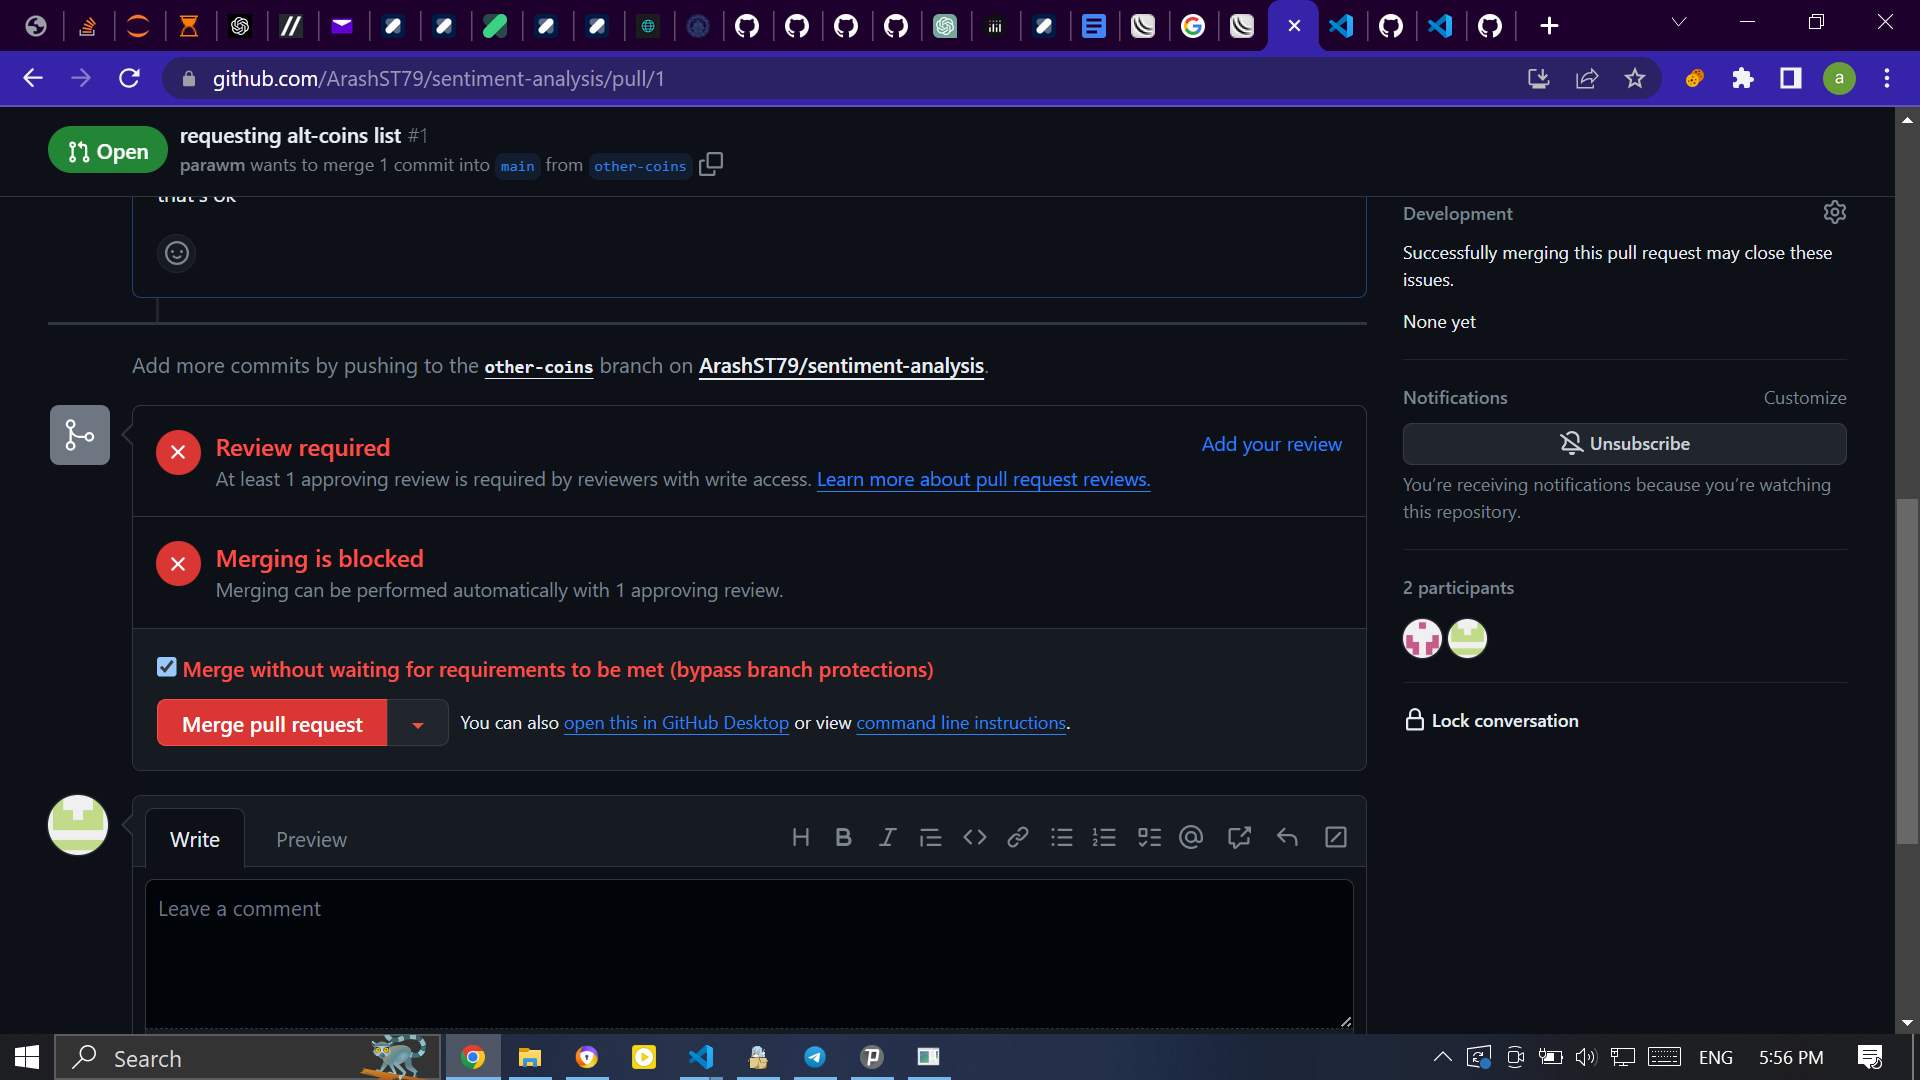 github.com/ArashST79/sentiment-analysis/pull/1
a
Open
requesting alt-coins list #1
parawm wants to merge 1 commit into main from other-coins
that's ok
Add more commits by pushing to the other-coins branch on ArashST79/sentiment-analysis.
Review required
Add your review
At least 1 approving review is required by reviewers with write access. Learn more about pull request reviews.
Merging is blocked
Merging can be performed automatically with 1 approving review.
Merge without waiting for requirements to be met (bypass branch protections)
Merge pull request
You can also open this in GitHub Desktop or view command line instructions.
Write
Preview
Leave a comment
Development
Successfully merging this pull request may close these
issues.
None yet
Notifications
Customize
Unsubscribe
You’re receiving notifications because you’re watching
this repository.
2 participants
Lock conversation
Search
ENG
5:56 PM